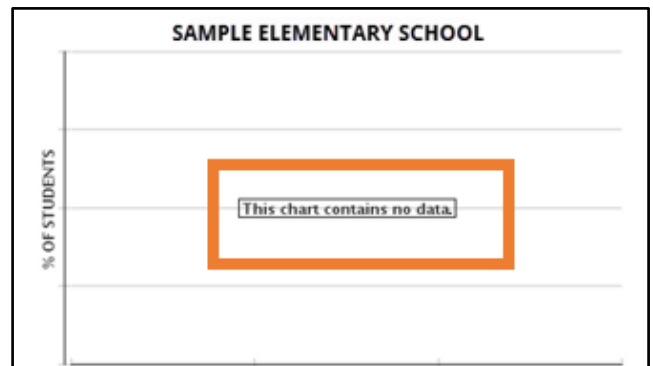 SAMPLE ELEMENTARY SCHOOL
% OF STUDENTS
This chart contains no data.